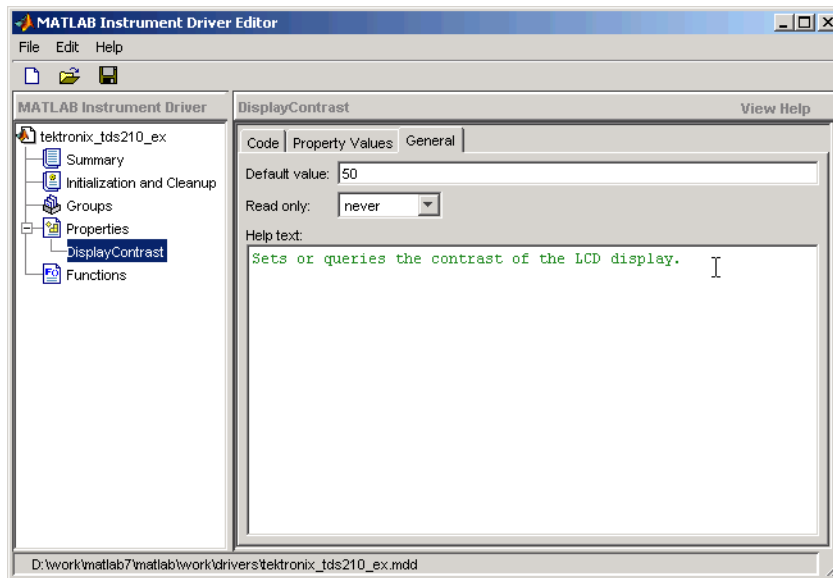 MATLAB Instrument Driver Editor
File Edit Help
MATLAB Instrument Driver
DisplayContrast
View Help
tektronix_tds210_ex
Summary
Initialization and Cleanup
Groups
Properties
DisplayContrast
Functions
Code Property Values General
Default value: 50
Read only: never
Help text:
Sets or queries the contrast of the LCD display.
D:\work\matlab7\matlab\work\drivers\tektronix_tds210_ex.mdd